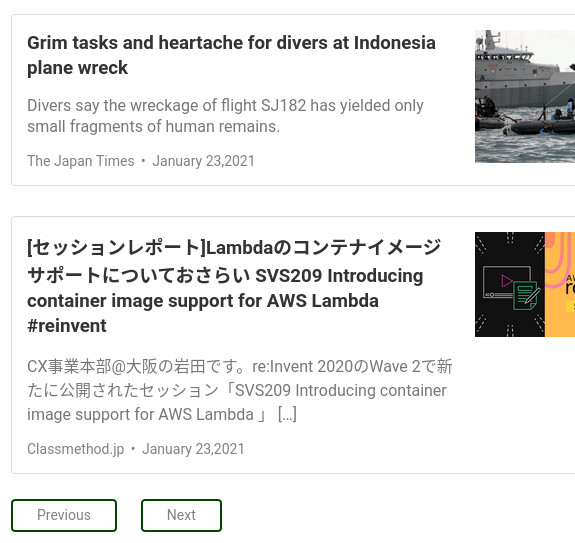 Grim tasks and heartache for divers at Indonesia
plane wreck
Divers say the wreckage of flight SJ182 has yielded only
small fragments of human remains.
The Japan Times • January 23,2021
[セッションレポート]Lambdaのコンテナイメージ
サポートについておさらい SVS209 Introducing
container image support for AWS Lambda
#reinvent
CX事業本部@大阪の岩田です。re:Invent 2020のWave 2で新
たに公開されたセッション「SVS209 Introducing container
image support for AWS Lambda 」 […]
Classmethod.jp • January 23,2021
Previous
Next